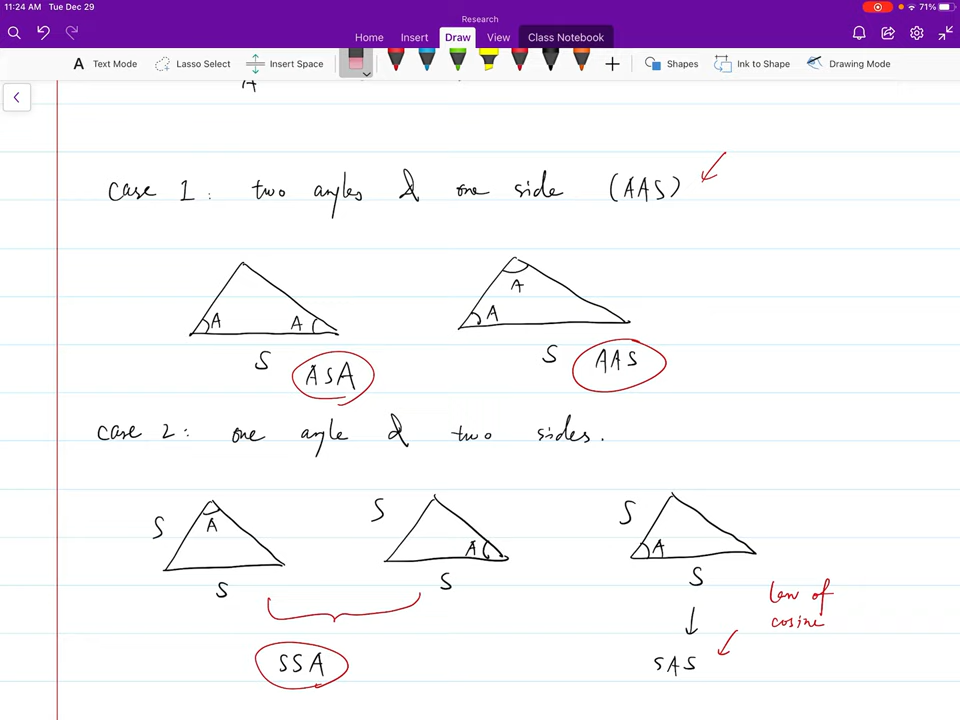 11:24 AM Tue Dec 29
71%
Research
Home Insert Draw View Class Notebook
Text Mode Lasso Select Insert Space Shapes Ink to Shape Drawing Mode
A
case 1: two angles & one side (AAS)
A A
S
ASA
A
A
S
AAS
case 2: one angle & two sides.
S A
S
S A
S
S A
S
SSA
law of
cosine
SAS